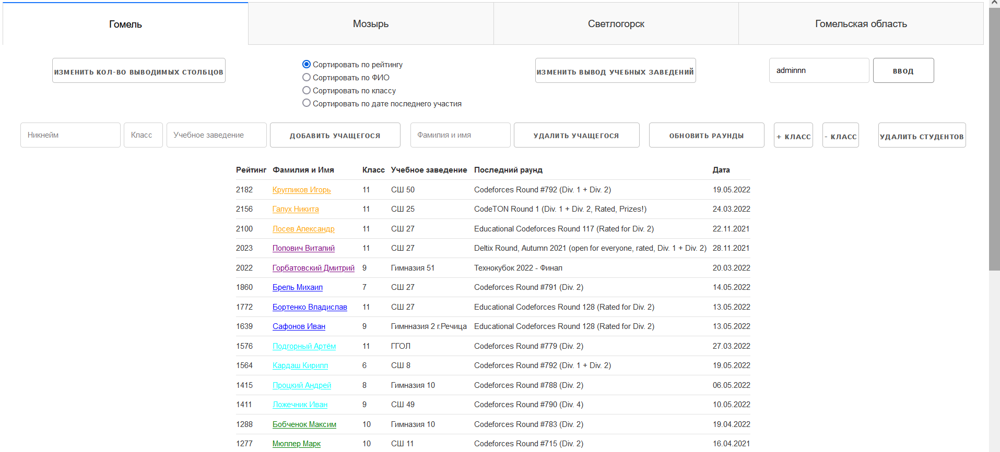 Гомель Мозырь Светлогорск Гомельская область
ИЗМЕНИТЬ КОЛ-ВО ВЫВОДИМЫХ СТОЛБЦОВ
Сортировать по рейтингу
Сортировать по ФИО
Сортировать по классу
Сортировать по дате последнего участия
ИЗМЕНИТЬ ВЫВОД УЧЕБНЫХ ЗАВЕДЕНИЙ
adminnn ВВОД
Никнейм Класс Учебное заведение ДОБАВИТЬ УЧАЩЕГОСЯ Фамилия и имя УДАЛИТЬ УЧАЩЕГОСЯ ОБНОВИТЬ РАУНДЫ + КЛАСС - КЛАСС УДАЛИТЬ СТУДЕНТОВ
Рейтинг Фамилия и Имя Класс Учебное заведение Последний раунд Дата
2182 Кругликов Игорь 11 СШ 50 Codeforces Round #792 (Div. 1 + Div. 2) 19.05.2022
2156 Гапух Никита 11 СШ 25 CodeTON Round 1 (Div. 1 + Div. 2, Rated, Prizes!) 24.03.2022
2100 Лосев Александр 11 СШ 27 Educational Codeforces Round 117 (Rated for Div. 2) 22.11.2021
2023 Попович Виталий 11 СШ 27 Deltix Round, Autumn 2021 (open for everyone, rated, Div. 1 + Div. 2) 28.11.2021
2022 Горбатовский Дмитрий 9 Гимназия 51 Технокубок 2022 - Финал 20.03.2022
1860 Брель Михаил 7 СШ 27 Codeforces Round #791 (Div. 2) 14.05.2022
1772 Бортенко Владислав 11 СШ 27 Educational Codeforces Round 128 (Rated for Div. 2) 13.05.2022
1639 Сафонов Иван 9 Гимнназия 2 г.Речица Educational Codeforces Round 128 (Rated for Div. 2) 13.05.2022
1576 Подгорный Артём 11 ГГОЛ Codeforces Round #779 (Div. 2) 27.03.2022
1564 Кардаш Кирилл 6 СШ 8 Codeforces Round #792 (Div. 1 + Div. 2) 19.05.2022
1415 Процкий Андрей 8 Гимназия 10 Codeforces Round #788 (Div. 2) 06.05.2022
1411 Ложечник Иван 9 СШ 49 Codeforces Round #790 (Div. 4) 10.05.2022
1288 Бобченок Максим 10 Гимназия 10 Codeforces Round #783 (Div. 2) 19.04.2022
1277 Мюллер Марк 10 СШ 11 Codeforces Round #715 (Div. 2) 16.04.2021